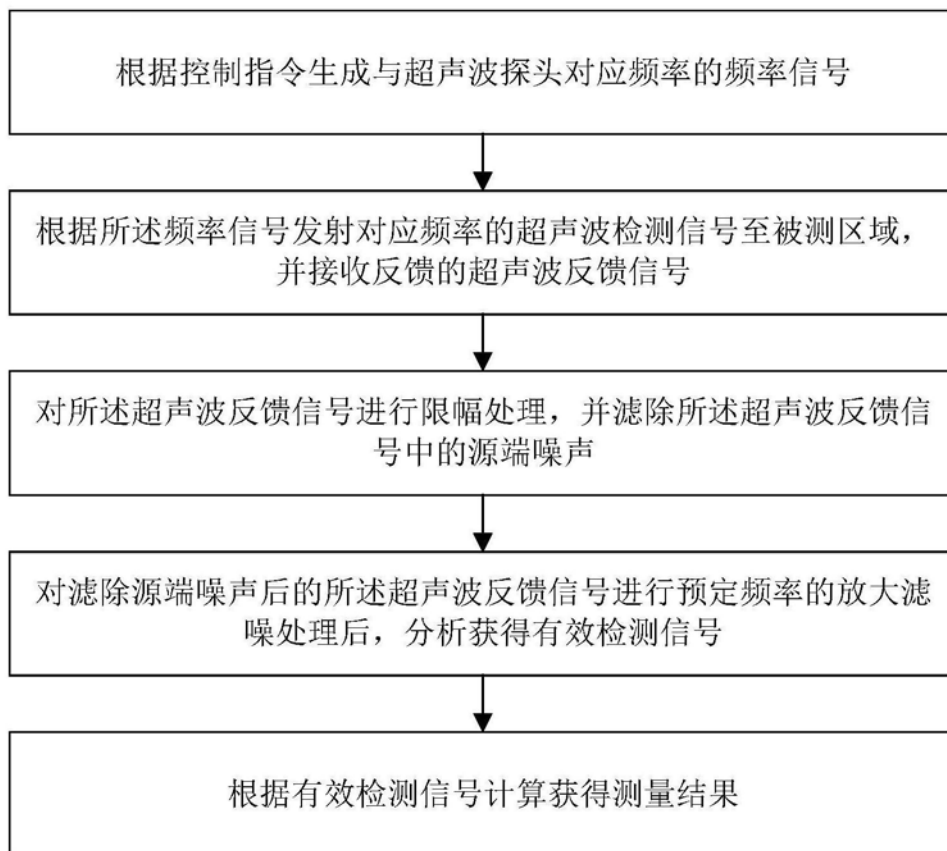 根据控制指令生成与超声波探头对应频率的频率信号
根据所述频率信号发射对应频率的超声波检测信号至被测区域，
并接收反馈的超声波反馈信号
对所述超声波反馈信号进行限幅处理，并滤除所述超声波反馈信
号中的源端噪声
对滤除源端噪声后的所述超声波反馈信号进行预定频率的放大滤
噪处理后，分析获得有效检测信号
根据有效检测信号计算获得测量结果